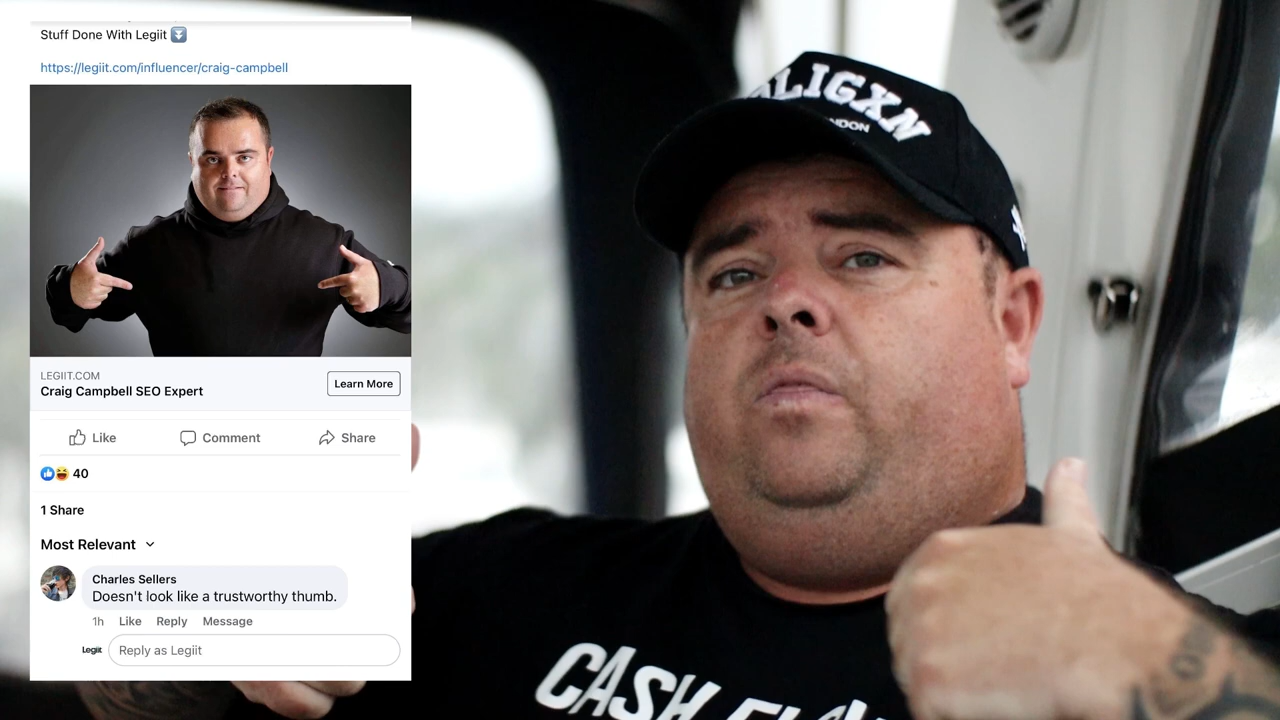 Stuff Done With Legiit
https://legiit.com/influencer/craig-campbell
LEGIIT.COM
Craig Campbell SEO Expert
Learn More
Like
Comment
Share
40
1 Share
Most Relevant
Charles Sellers
Doesn't look like a trustworthy thumb.
1h Like Reply Message
Legiit
Reply as Legiit
CASH